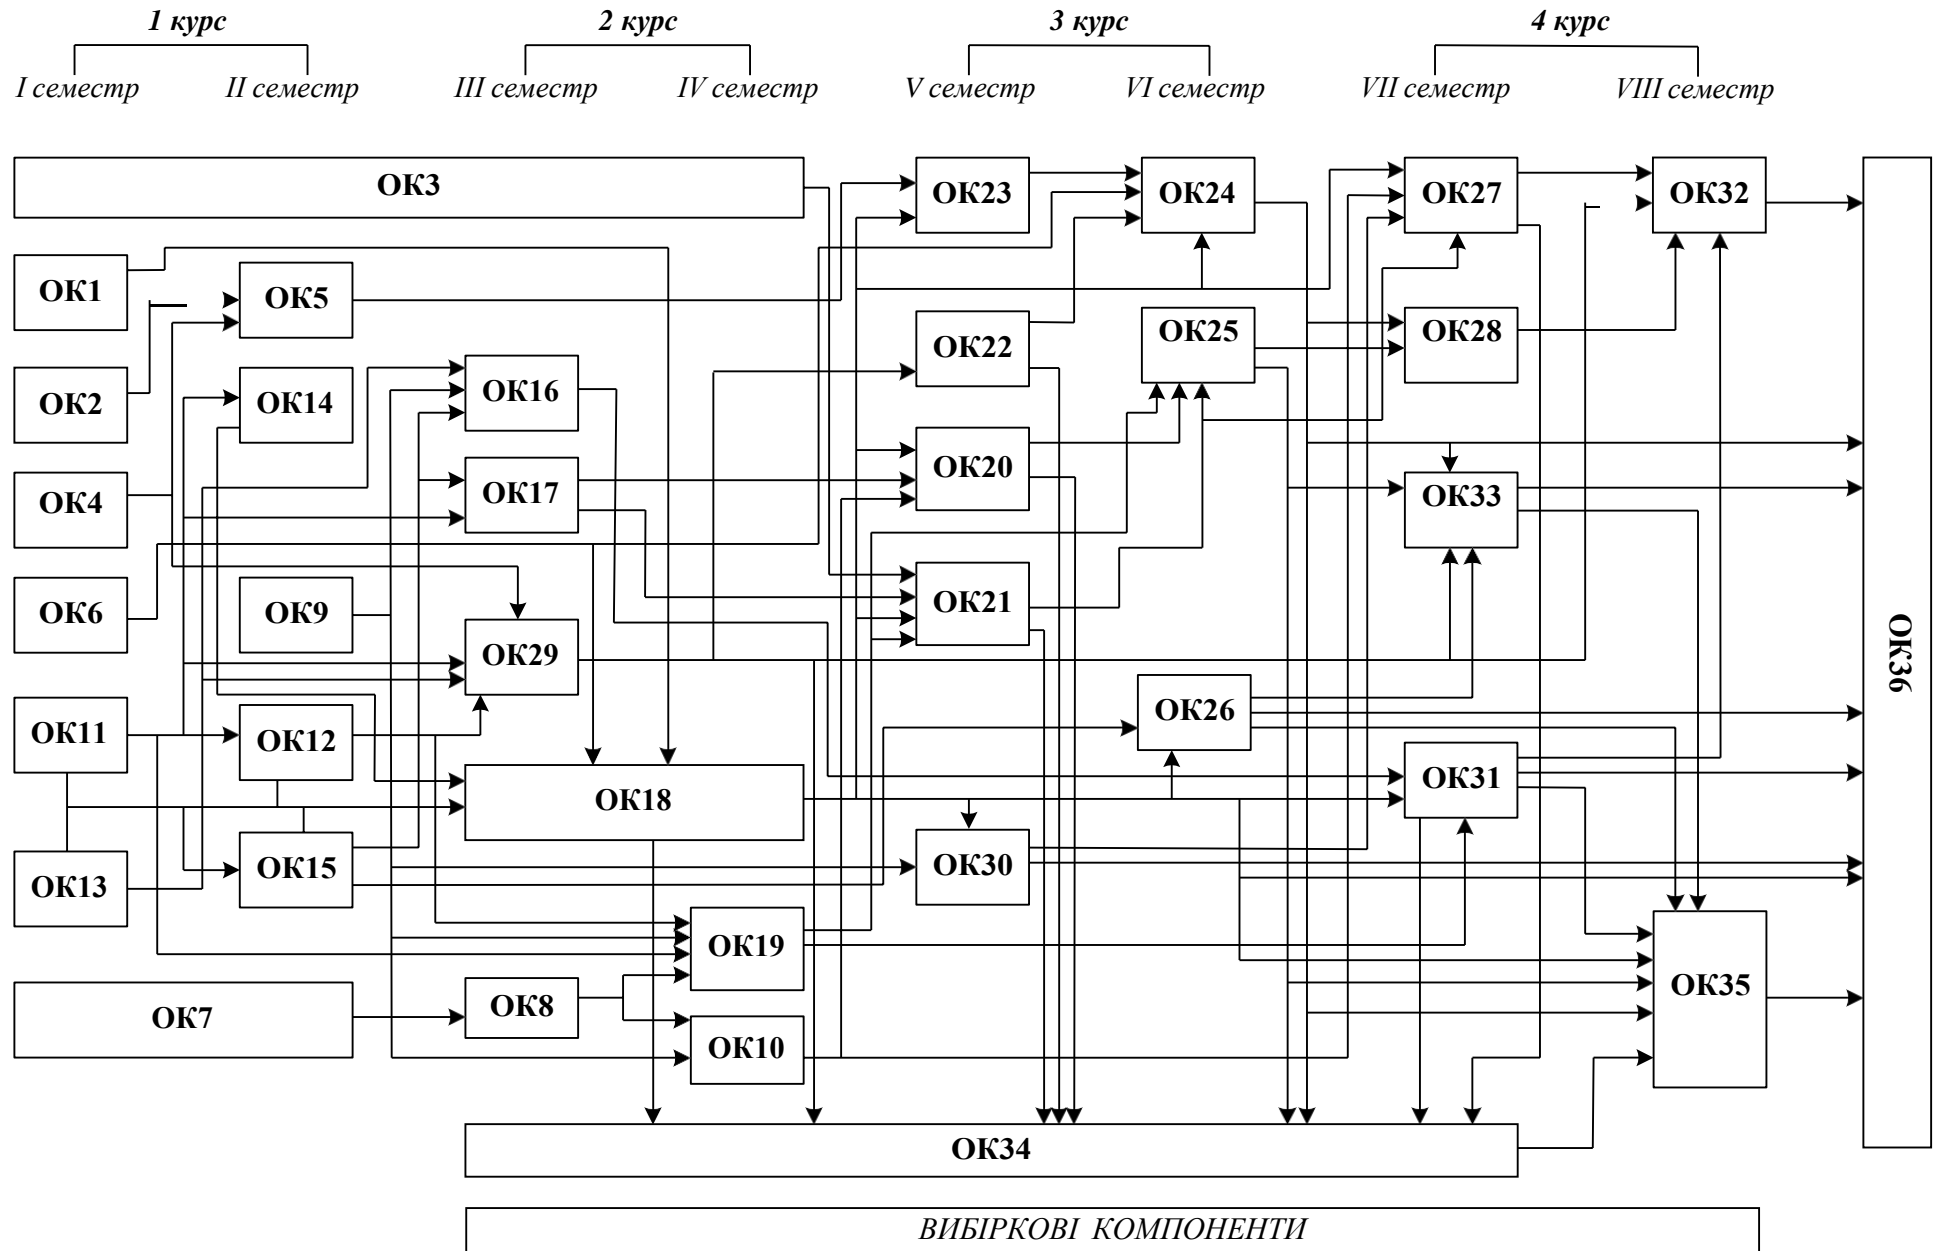 1 курс 2 курс 3 курс 4 курс
I семестр II семестр III семестр IV семестр V семестр VI семестр VII семестр VIII семестр
ОК3
ОК23
ОК24
ОК27
ОК32
ОК1
ОК5
ОК22
ОК25
ОК28
ОК2
ОК14
ОК16
ОК20
ОК4
ОК17
ОК33
ОК6
ОК9
ОК29
ОК21
ОК36
ОК11
ОК12
ОК26
ОК18
ОК31
ОК13
ОК15
ОК30
ОК19
ОК35
ОК7
ОК8
ОК10
ОК34
ВИБІРКОВІ КОМПОНЕНТИ